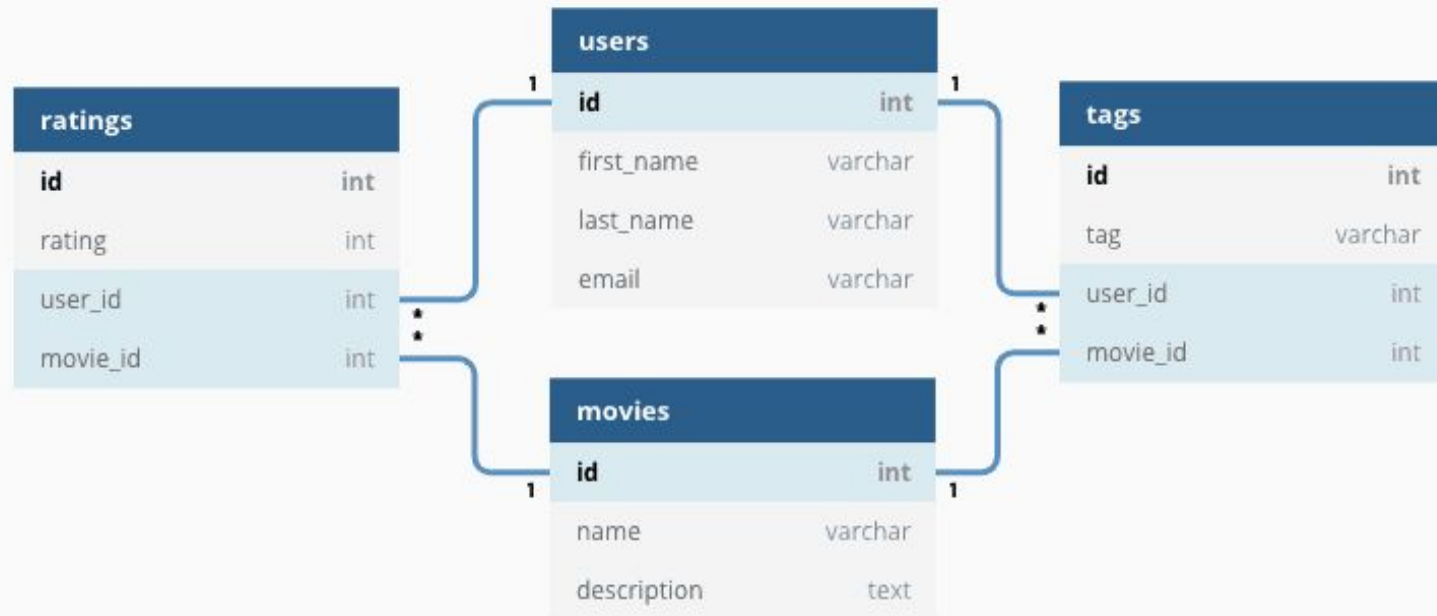 users
1
id int
1
first_name varchar
last_name varchar
email varchar
ratings
id int
rating int
user_id int
*
*
movie_id int
tags
id int
tag varchar
user_id int
*
*
movie_id int
movies
1
id int
1
name varchar
description text